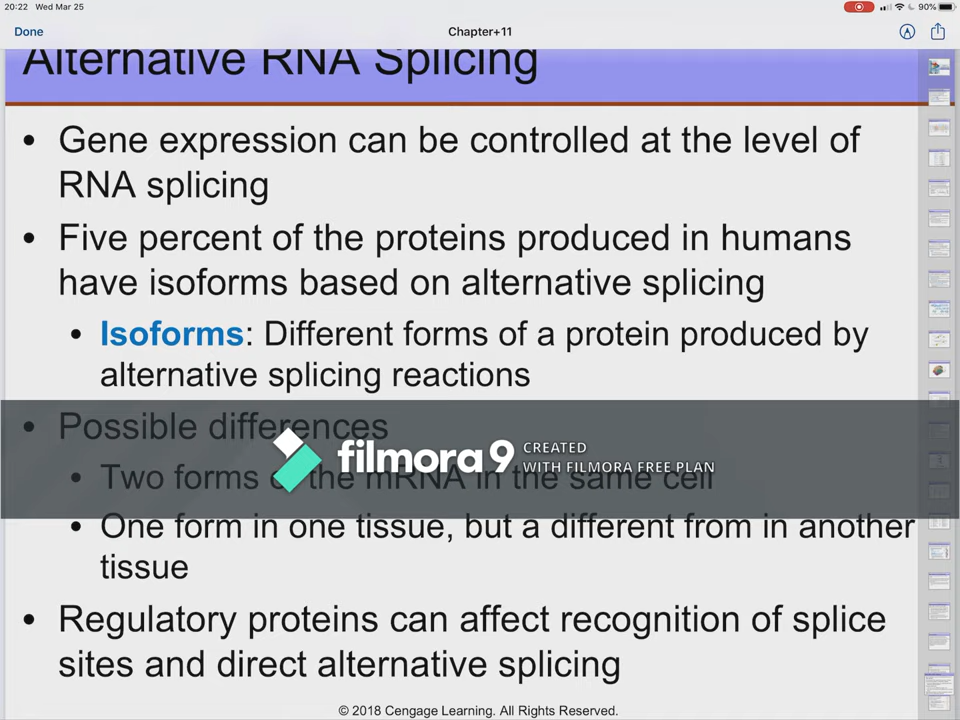 20:22 Wed Mar 25
90%
Done
Chapter+11
Alternative RNA Splicing
• Gene expression can be controlled at the level of
RNA splicing
• Five percent of the proteins produced in humans
have isoforms based on alternative splicing
• Isoforms: Different forms of a protein produced by
alternative splicing reactions
• Possible differences
• Two forms of the mRNA in the same cell
filmora9 CREATED
WITH FILMORA FREE PLAN
• One form in one tissue, but a different from in another
tissue
• Regulatory proteins can affect recognition of splice
sites and direct alternative splicing
© 2018 Cengage Learning. All Rights Reserved.